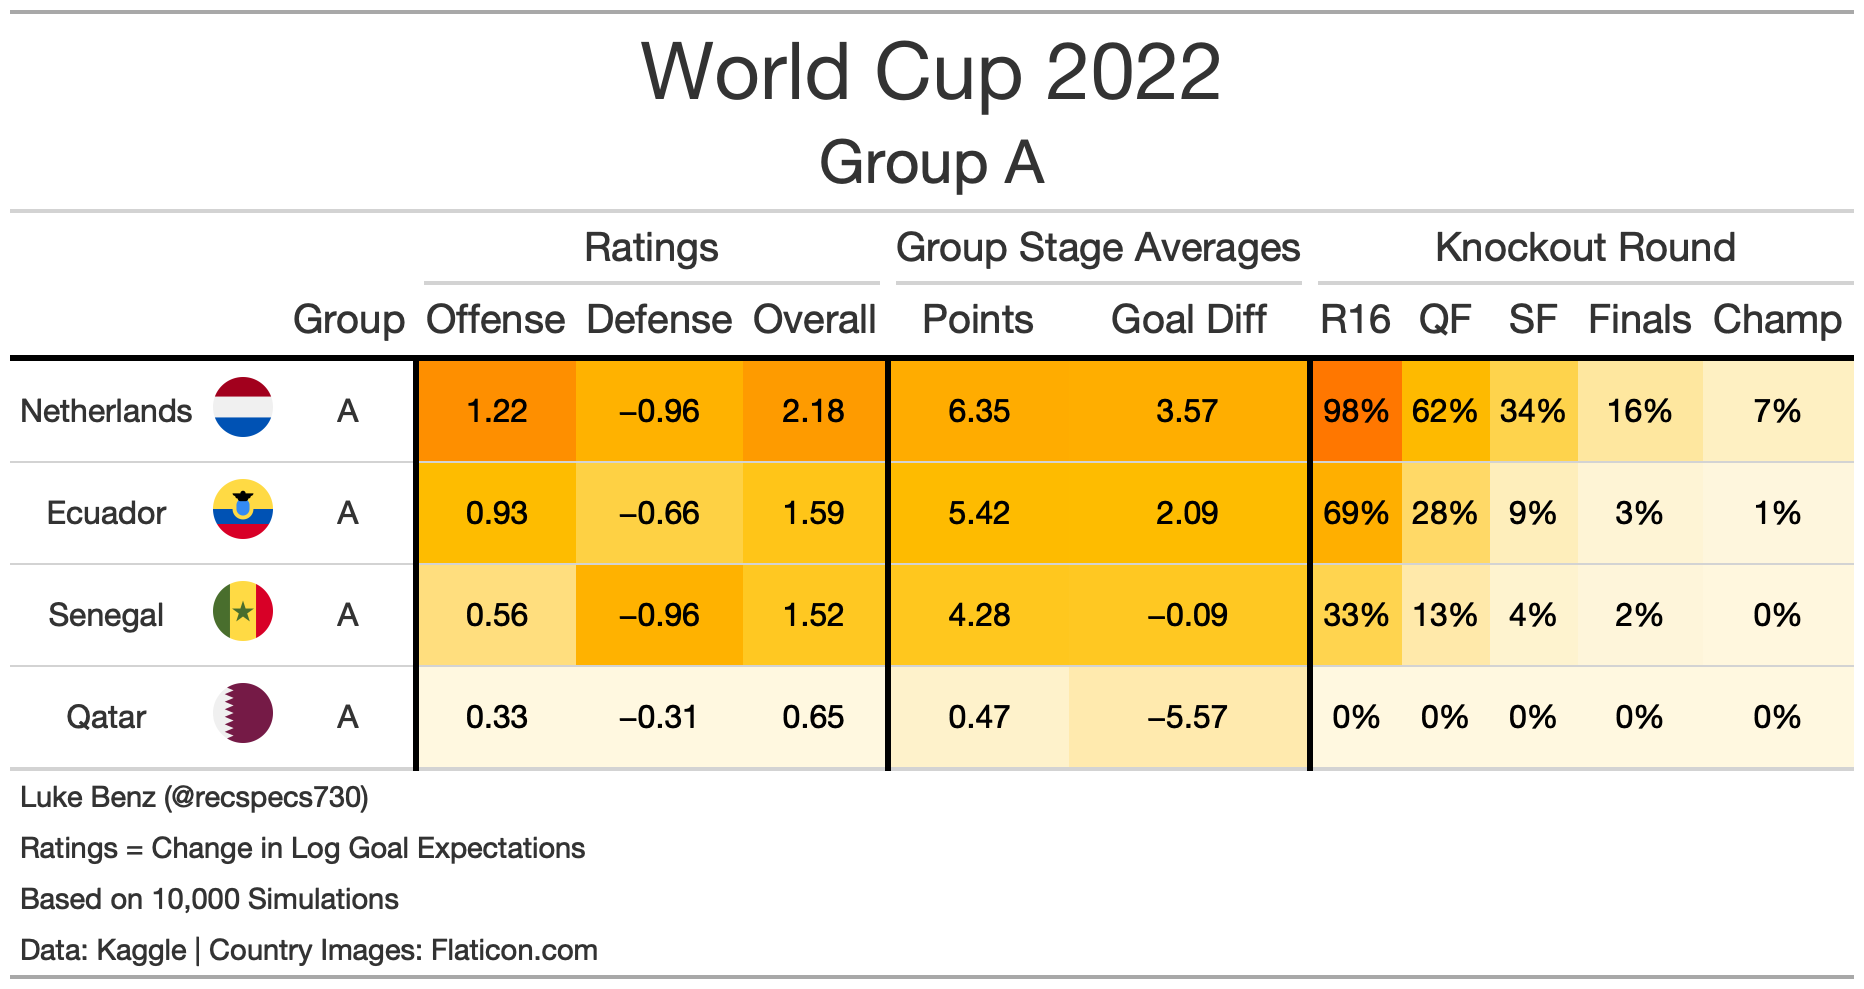 World Cup 2022
Group A
Ratings Group Stage Averages Knockout Round
Group Offense Defense Overall Points Goal Diff R16 QF SF Finals Champ
Netherlands A 1.22 −0.96 2.18 6.35 3.57 98% 62% 34% 16% 7%
Ecuador A 0.93 −0.66 1.59 5.42 2.09 69% 28% 9% 3% 1%
Senegal A 0.56 −0.96 1.52 4.28 −0.09 33% 13% 4% 2% 0%
Qatar A 0.33 −0.31 0.65 0.47 −5.57 0% 0% 0% 0% 0%
Luke Benz (@recspecs730)
Ratings = Change in Log Goal Expectations
Based on 10,000 Simulations
Data: Kaggle | Country Images: Flaticon.com